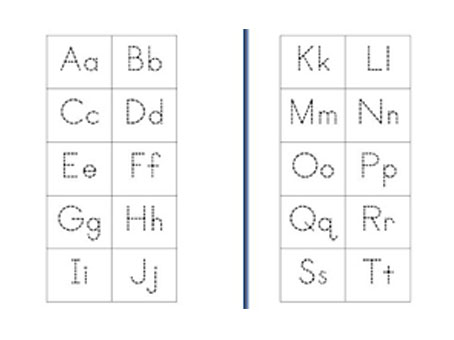 Aa Bb
Cc Dd
Ee Ff
Gg Hh
Ii Jj
Kk Ll
Mm Nn
Oo Pp
Qq Rr
Ss Tt